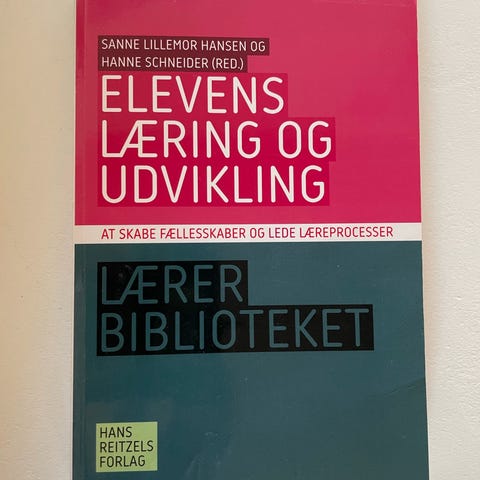 SANNE LILLEMOR HANSEN OG
HANNE SCHNEIDER (RED.)
ELEVENS
LÆRING OG
UDVIKLING
AT SKABE FÆLLESSKABER OG LEDE LÆREPROCESSER
LÆRER
BIBLIOTEKET
HANS
REITZELS
FORLAG